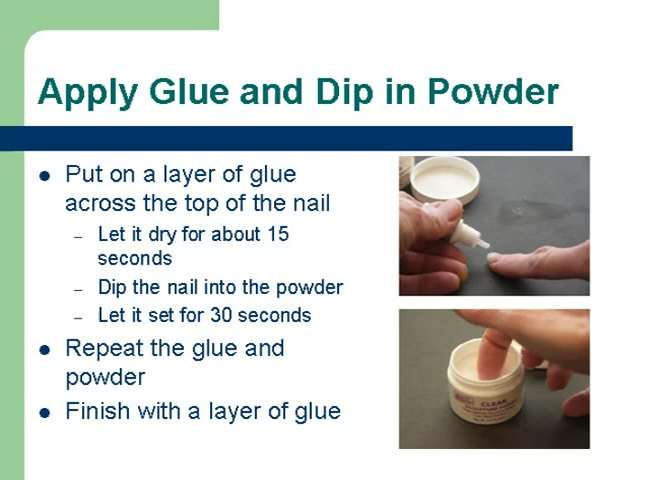 Apply Glue and Dip in Powder
Put on a layer of glue
across the top of the nail
– Let it dry for about 15
seconds
– Dip the nail into the powder
– Let it set for 30 seconds
Repeat the glue and
powder
Finish with a layer of glue
CLEAR